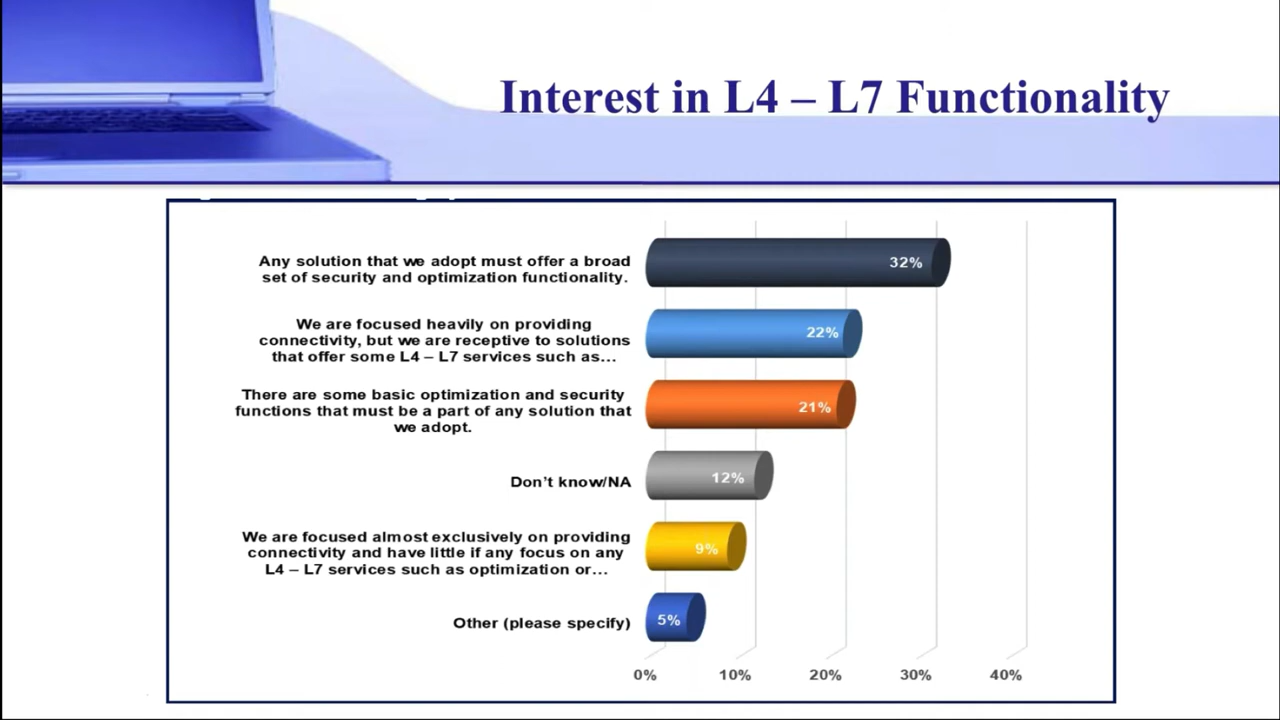 Interest in L4 – L7 Functionality
Any solution that we adopt must offer a broad
set of security and optimization functionality.
32%
We are focused heavily on providing
connectivity, but we are receptive to solutions
that offer some L4 – L7 services such as…
22%
There are some basic optimization and security
functions that must be a part of any solution that
we adopt.
21%
Don’t know/NA
12%
We are focused almost exclusively on providing
connectivity and have little if any focus on any
L4 – L7 services such as optimization or…
9%
Other (please specify)
5%
0% 10% 20% 30% 40%